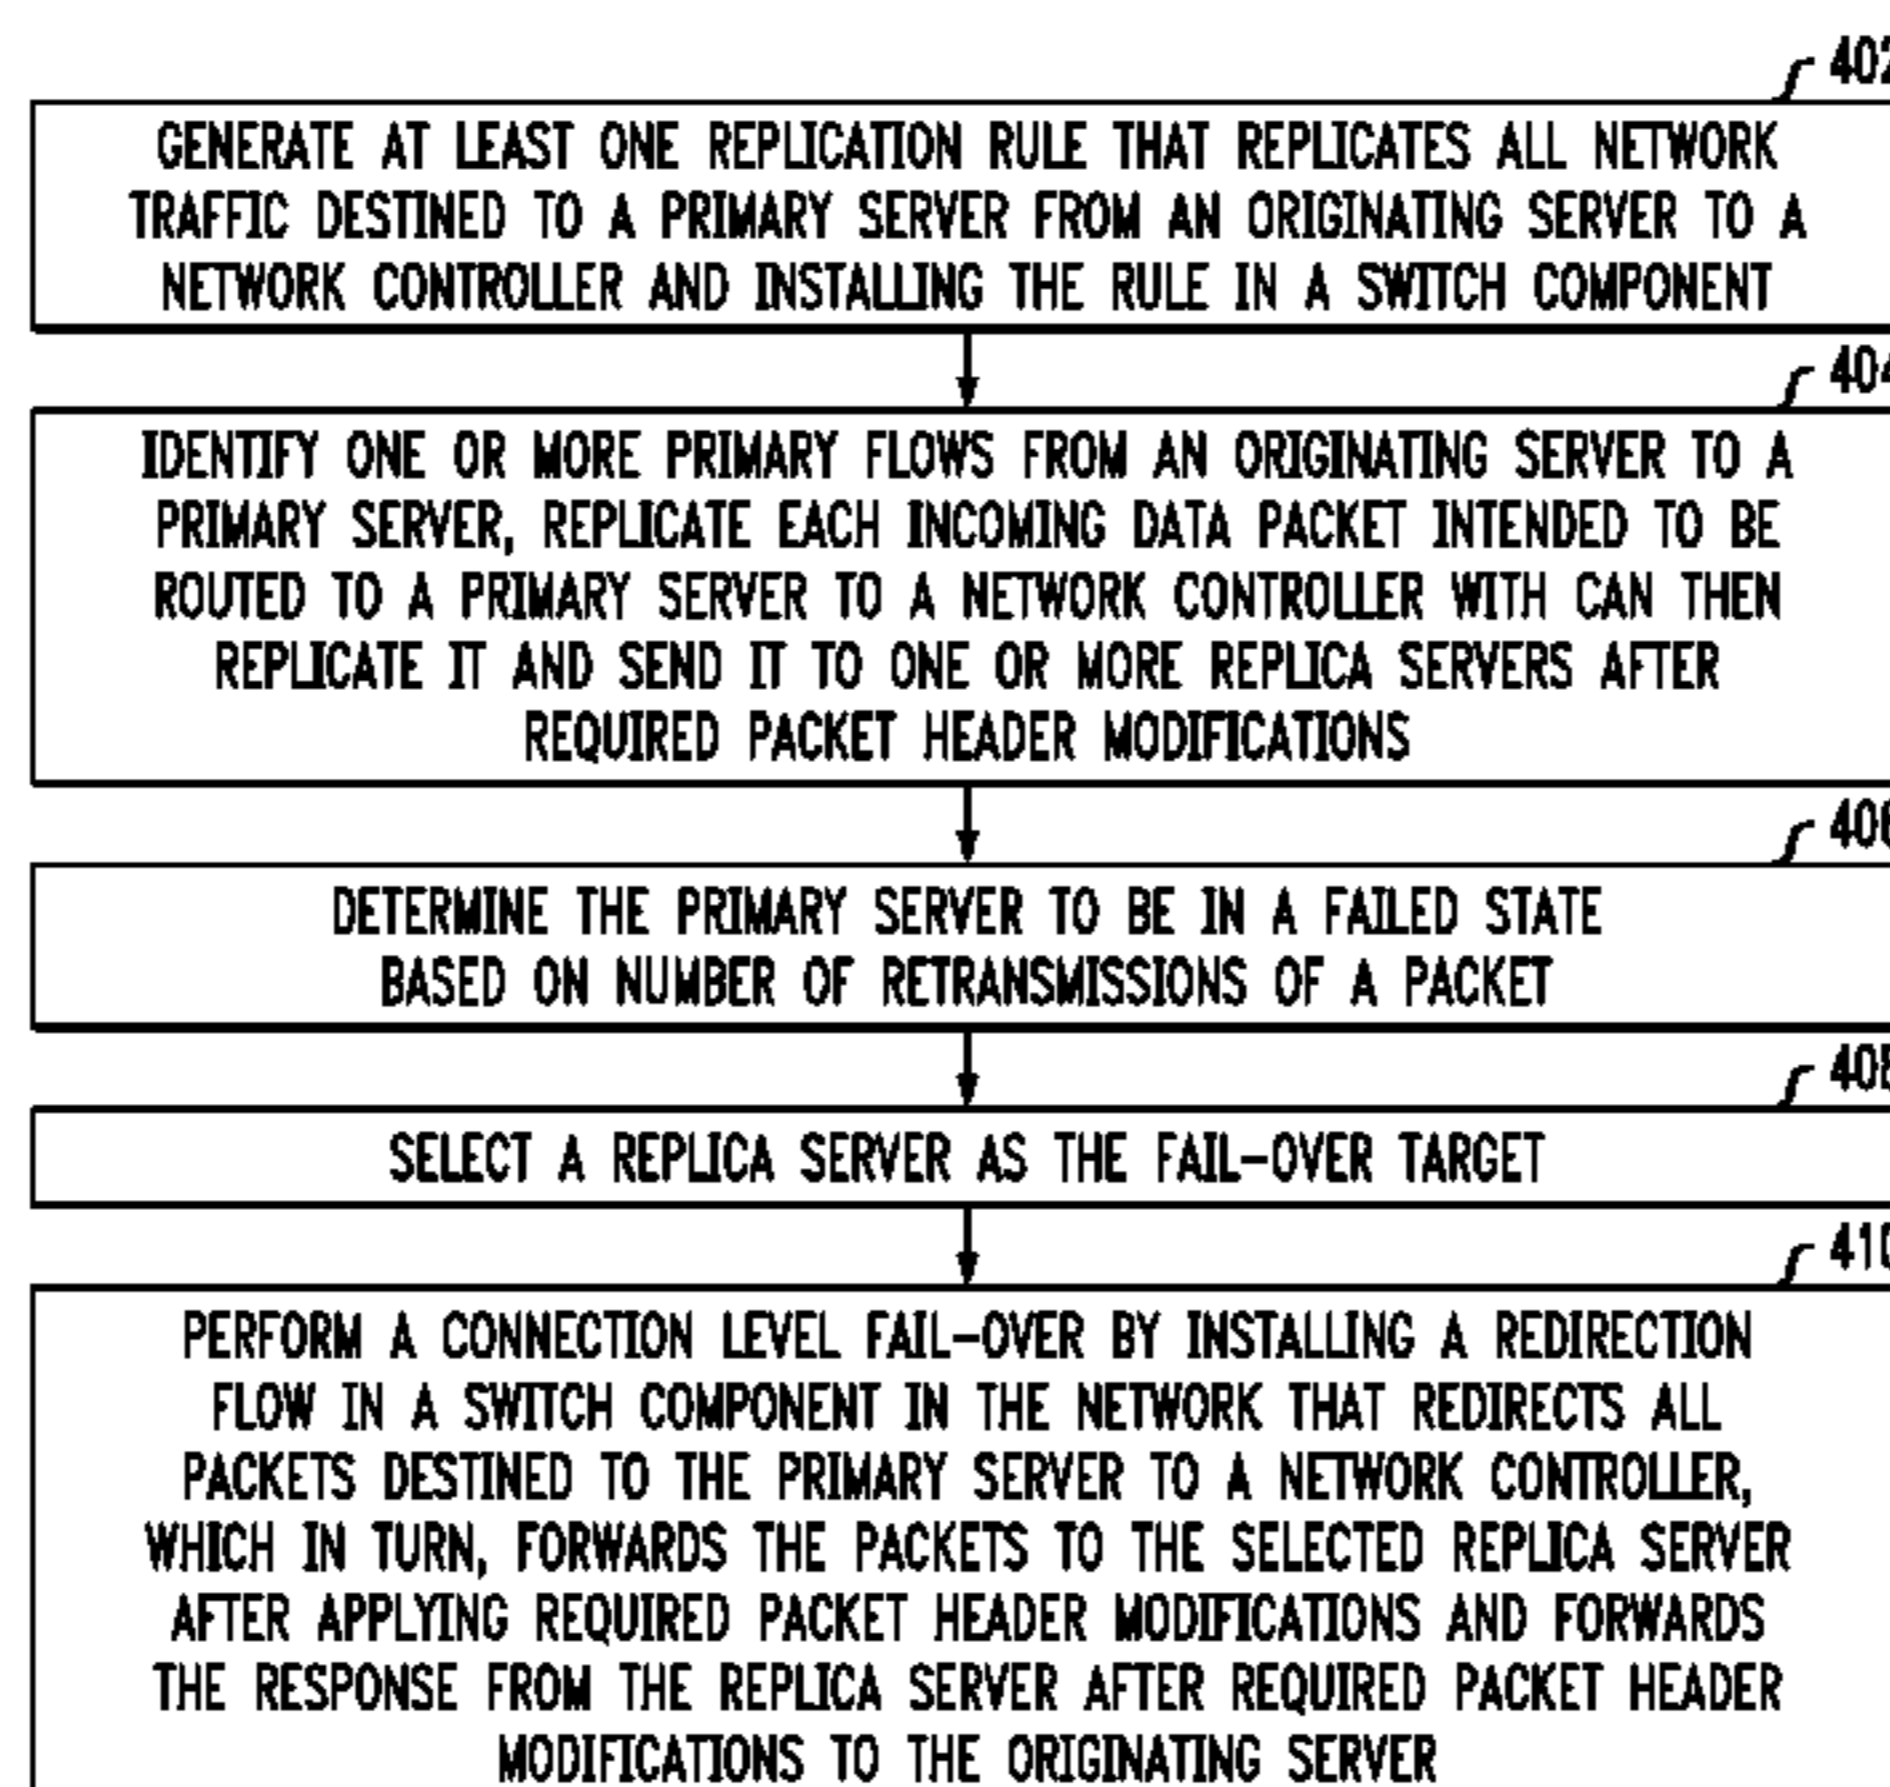 402
GENERATE AT LEAST ONE REPLICATION RULE THAT REPLICATES ALL NETWORK
TRAFFIC DESTINED TO A PRIMARY SERVER FROM AN ORIGINATING SERVER TO A
NETWORK CONTROLLER AND INSTALLING THE RULE IN A SWITCH COMPONENT
404
IDENTIFY ONE OR MORE PRIMARY FLOWS FROM AN ORIGINATING SERVER TO A
PRIMARY SERVER, REPLICATE EACH INCOMING DATA PACKET INTENDED TO BE
ROUTED TO A PRIMARY SERVER TO A NETWORK CONTROLLER WITH CAN THEN
REPLICATE IT AND SEND IT TO ONE OR MORE REPLICA SERVERS AFTER
REQUIRED PACKET HEADER MODIFICATIONS
406
DETERMINE THE PRIMARY SERVER TO BE IN A FAILED STATE
BASED ON NUMBER OF RETRANSMISSIONS OF A PACKET
408
SELECT A REPLICA SERVER AS THE FAIL-OVER TARGET
410
PERFORM A CONNECTION LEVEL FAIL-OVER BY INSTALLING A REDIRECTION
FLOW IN A SWITCH COMPONENT IN THE NETWORK THAT REDIRECTS ALL
PACKETS DESTINED TO THE PRIMARY SERVER TO A NETWORK CONTROLLER,
WHICH IN TURN, FORWARDS THE PACKETS TO THE SELECTED REPLICA SERVER
AFTER APPLYING REQUIRED PACKET HEADER MODIFICATIONS AND FORWARDS
THE RESPONSE FROM THE REPLICA SERVER AFTER REQUIRED PACKET HEADER
MODIFICATIONS TO THE ORIGINATING SERVER